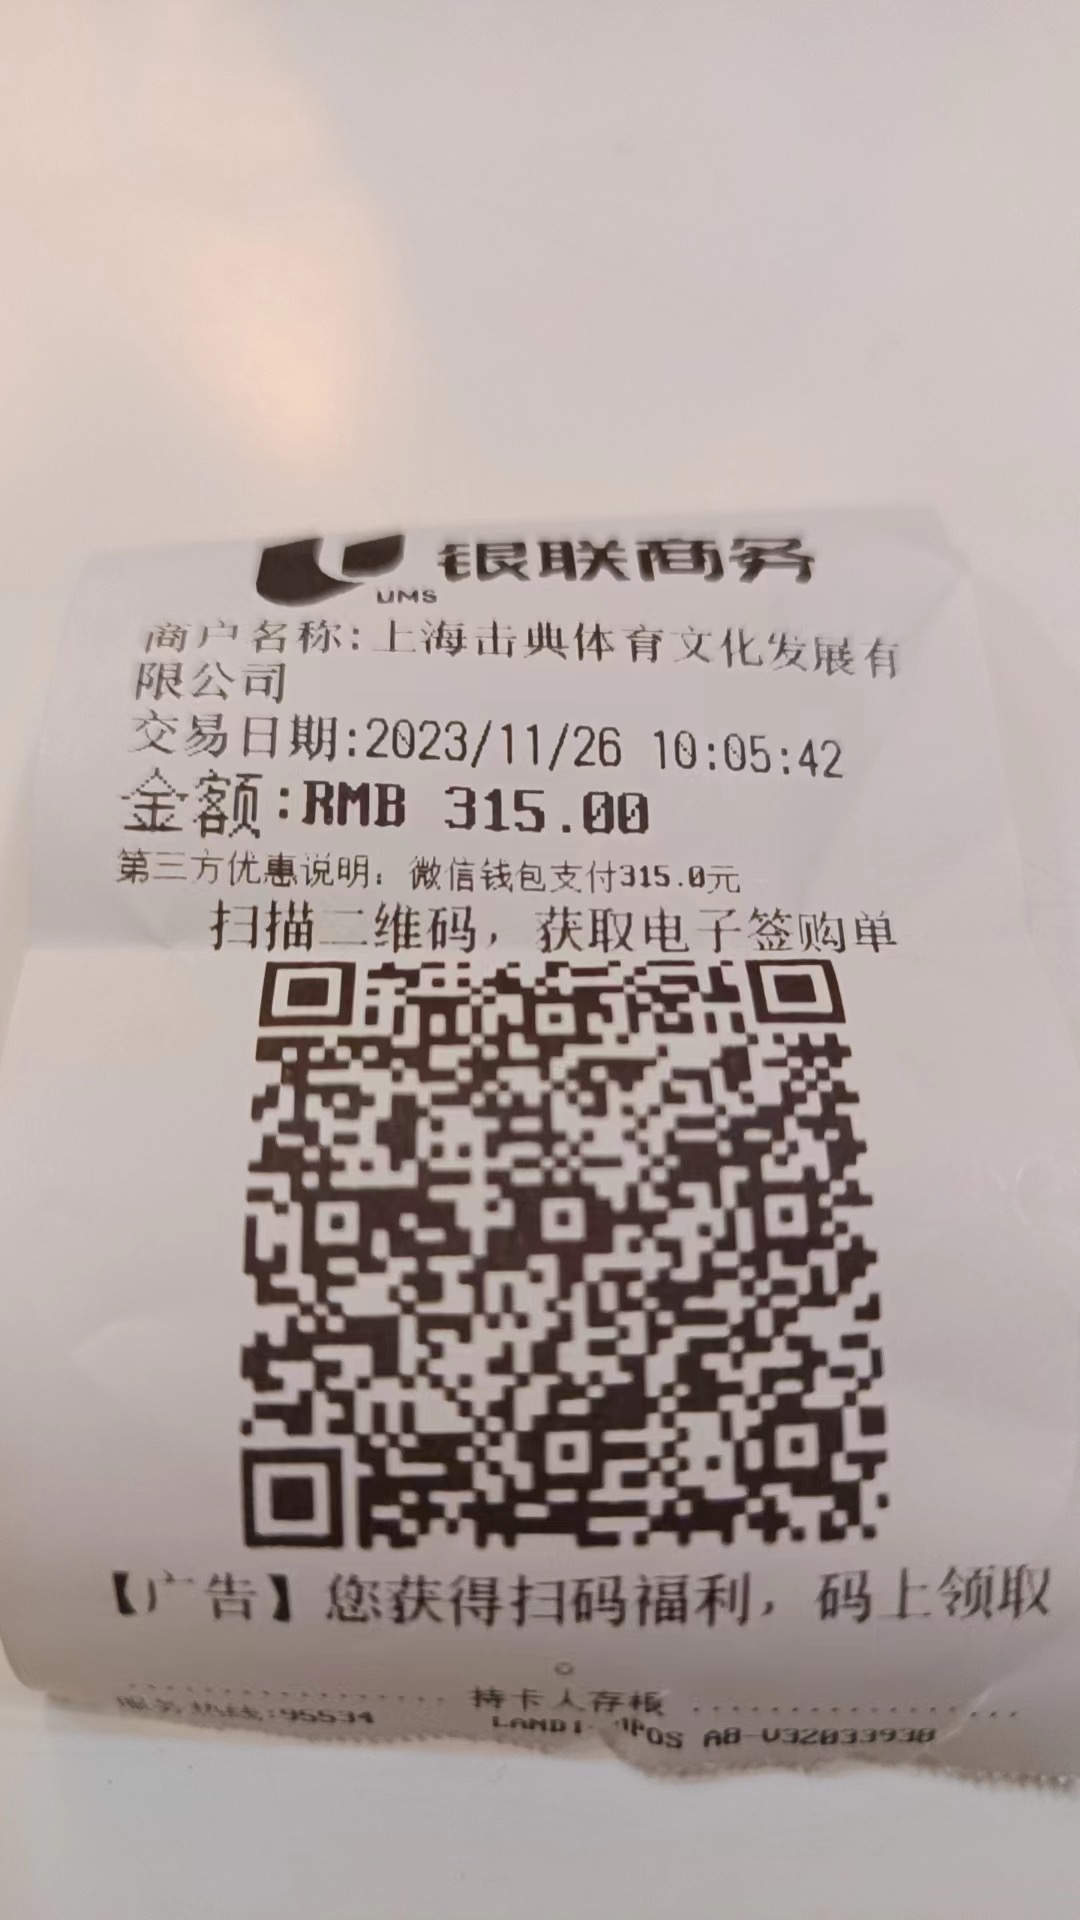 银联商务
UMS
商户名称:上海击典体育文化发展有
限公司
交易日期:2023/11/26 10:05:42
金额:RMB 315.00
第三方优惠说明: 微信钱包支付315.0元
扫描二维码, 获取电子签购单
【广告】您获得扫码福利, 码上领取
。
持卡人存根
服务热线:95534
LANDI- POS A8-V32033938